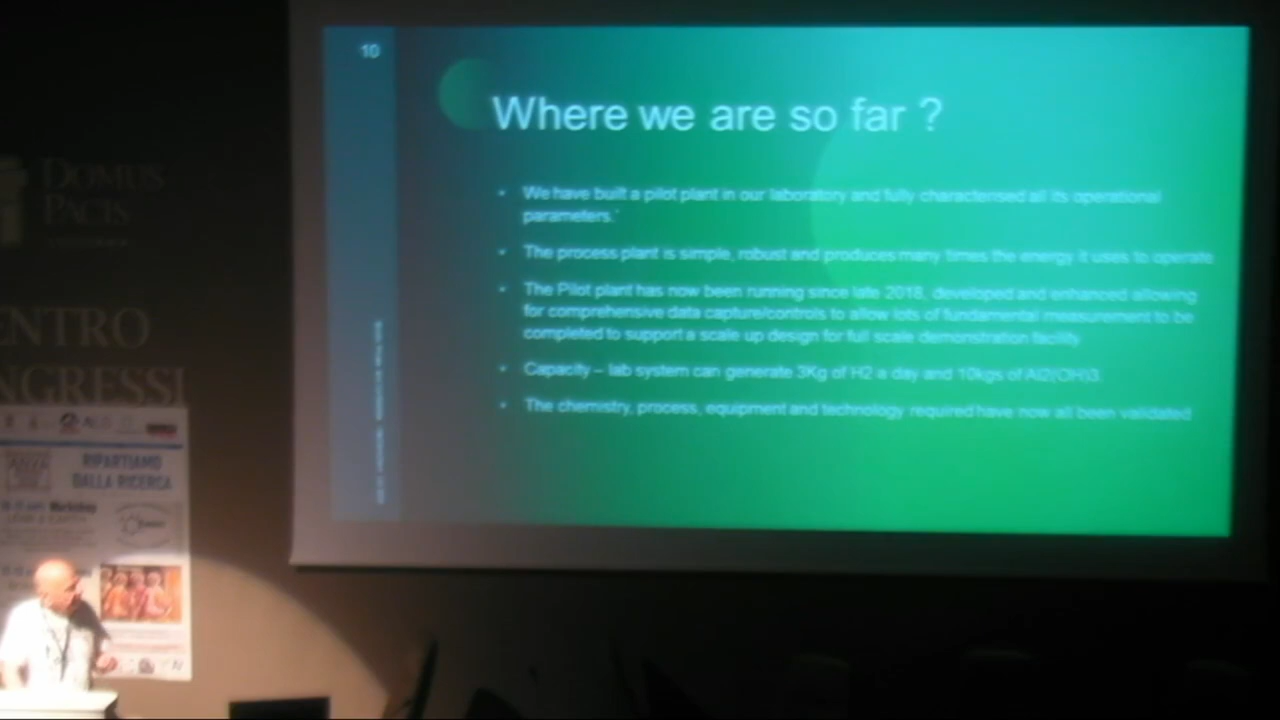 10
Where we are so far ?
• We have built a pilot plant in our laboratory and fully characterised all its operational
parameters.'
• The process plant is simple, robust and produces many times the energy it uses to operate
• The Pilot plant has now been running since late 2018, developed and enhanced allowing
for comprehensive data capture/controls to allow lots of fundamental measurement to be
completed to support a scale up design for full scale demonstration facility
• Capacity – lab system can generate 3Kg of H2 a day and 10kgs of Al2(OH)3
• The chemistry, process, equipment and technology required have now all been validated
DOMUS
PACIS
ENTRO
NGRESSI
RIPARTIAMO
DALLA RICERCA
Workshop